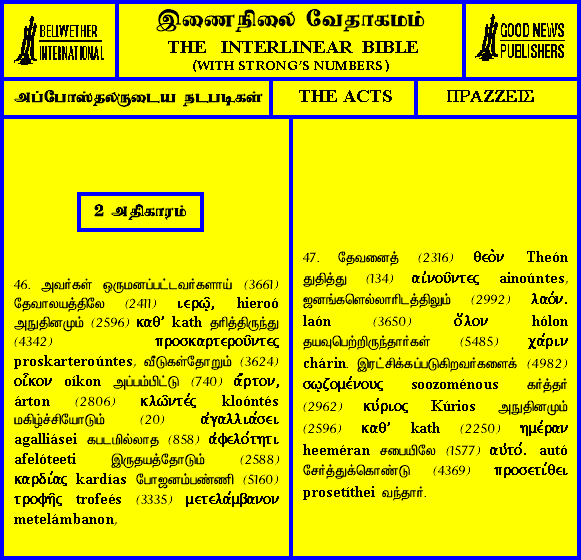 BELLWETHER
INTERNATIONAL
இணைநிலை வேதாகமம்
THE INTERLINEAR BIBLE
(WITH STRONG'S NUMBERS)
GOOD NEWS
PUBLISHERS
அப்போஸ்தலருடைய நடபடிகள்
THE ACTS
ΠΡΑΖΖΕΙΣ
2 அதிகாரம்
46. அவர்கள் ஒருமனப்பட்டவர்களாய் (3661)
தேவாலயத்திலே (2411) ιερῷ, hieroó
அநுதினமும் (2596) καθ’ kath தரித்திருந்து
(4342) προσκαρτεροῦντες
proskarteroúntes, வீடுகள்தோறும் (3624)
οἶκον oíkon அப்பம்பிட்டு (740) ἄρτον,
árton (2806) κλῶντές kloóntés
மகிழ்ச்சியோடும் (20) ἀγαλλιάσει
agalliásei கபடமில்லாத (858) ἀφελότητι
afelóteeti இருதயத்தோடும் (2588)
καρδίας kardías போஜனம்பண்ணி (5160)
τροφῆς trofeés (3335) μετελάμβανον
metelámbanon,
47. தேவனைத் (2316) θεὸν Theón
துதித்து (134) αἰνοῦντες ainoúntes,
ஜனங்களெல்லாரிடத்திலும் (2992) λαόν.
laón (3650) ὅλον hólon
தயவுபெற்றிருந்தார்கள் (5485) χάριν
chárin. இரட்சிக்கப்படுகிறவர்களைக் (4982)
σῳζομένους soozoménous கர்த்தர்
(2962) κύριος Kúrios அநுதினமும்
(2596) καθ’ kath (2250) ἡμέραν
heeméran சபையிலே (1577) αὐτό. autó
சேர்த்துக்கொண்டு (4369) προσετίθει
prosetíthei வந்தார்.